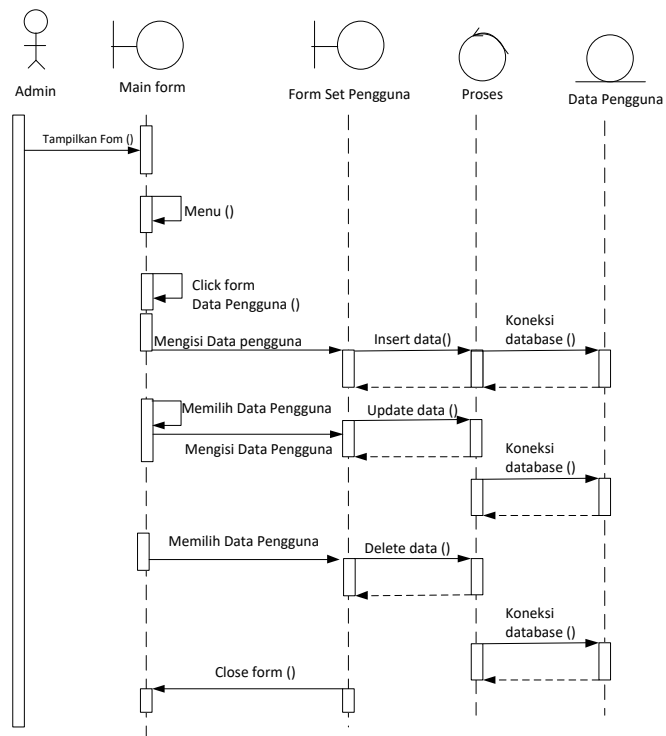 Admin
Main form
Form Set Pengguna
Proses
Data Pengguna
Tampilkan Fom ()
Menu ()
Click form
Data Pengguna ()
Mengisi Data pengguna
Insert data()
Koneksi
database ()
Memilih Data Pengguna
Update data ()
Mengisi Data Pengguna
Koneksi
database ()
Memilih Data Pengguna
Delete data ()
Koneksi
database ()
Close form ()